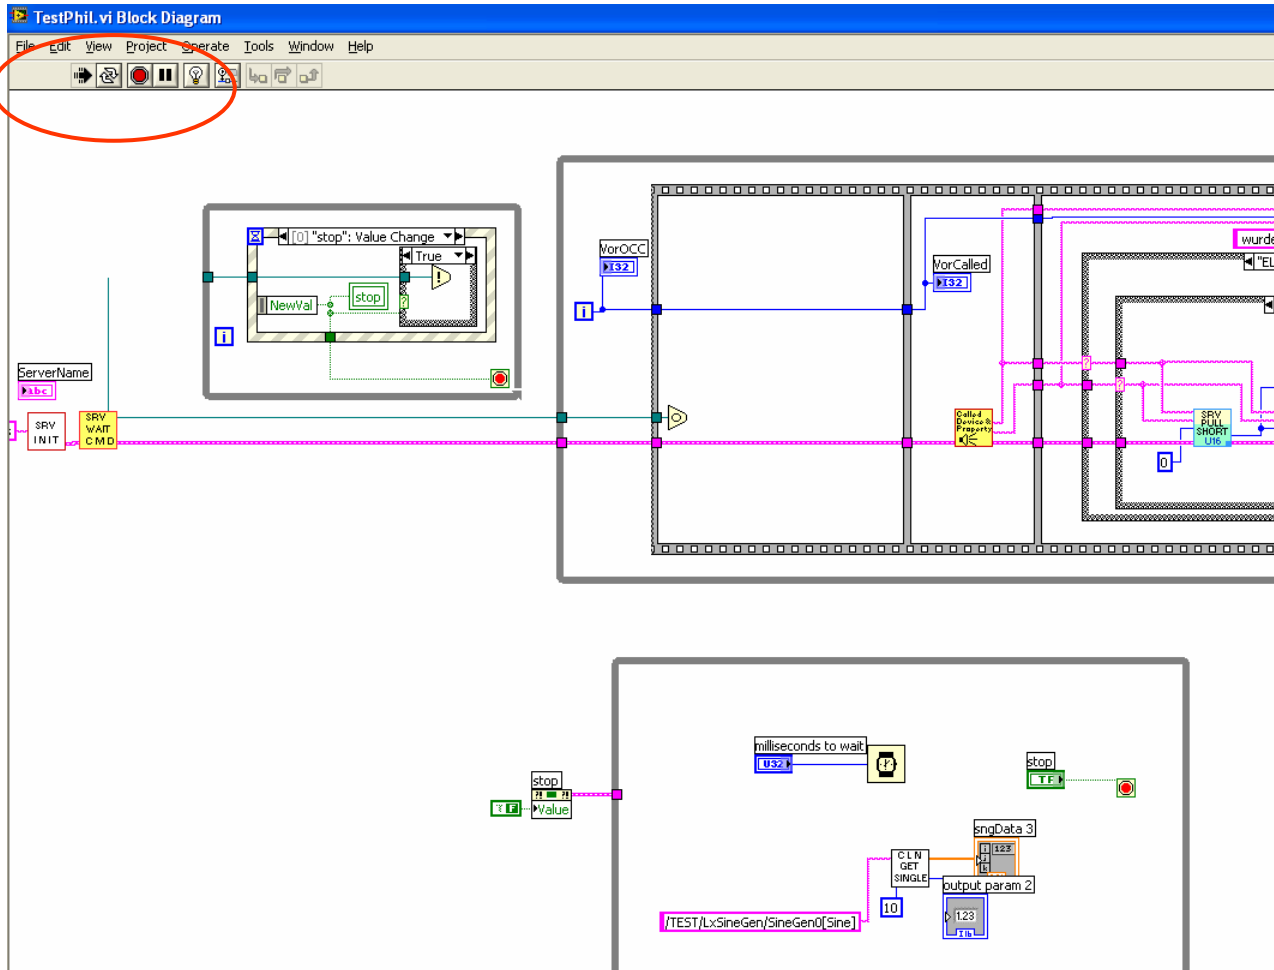 TestPhil.vi Block Diagram
File Edit View Project Operate Tools Window Help
[0] "stop": Value Change
True
NewVal
stop
i
ServerName
abc
SRV INIT
SRV WAIT CMD
VorOCC
I32
i
VorCalled
I32
wurde
"EL
Called Device & Property
SRV PULL SHORT U16
0
milliseconds to wait
U32
stop
TF
stop
F
Value
sngData 3
123
CLN GET SINGLE
output param 2
1.23
10
/TEST/LxSineGen/SineGen0[Sine]